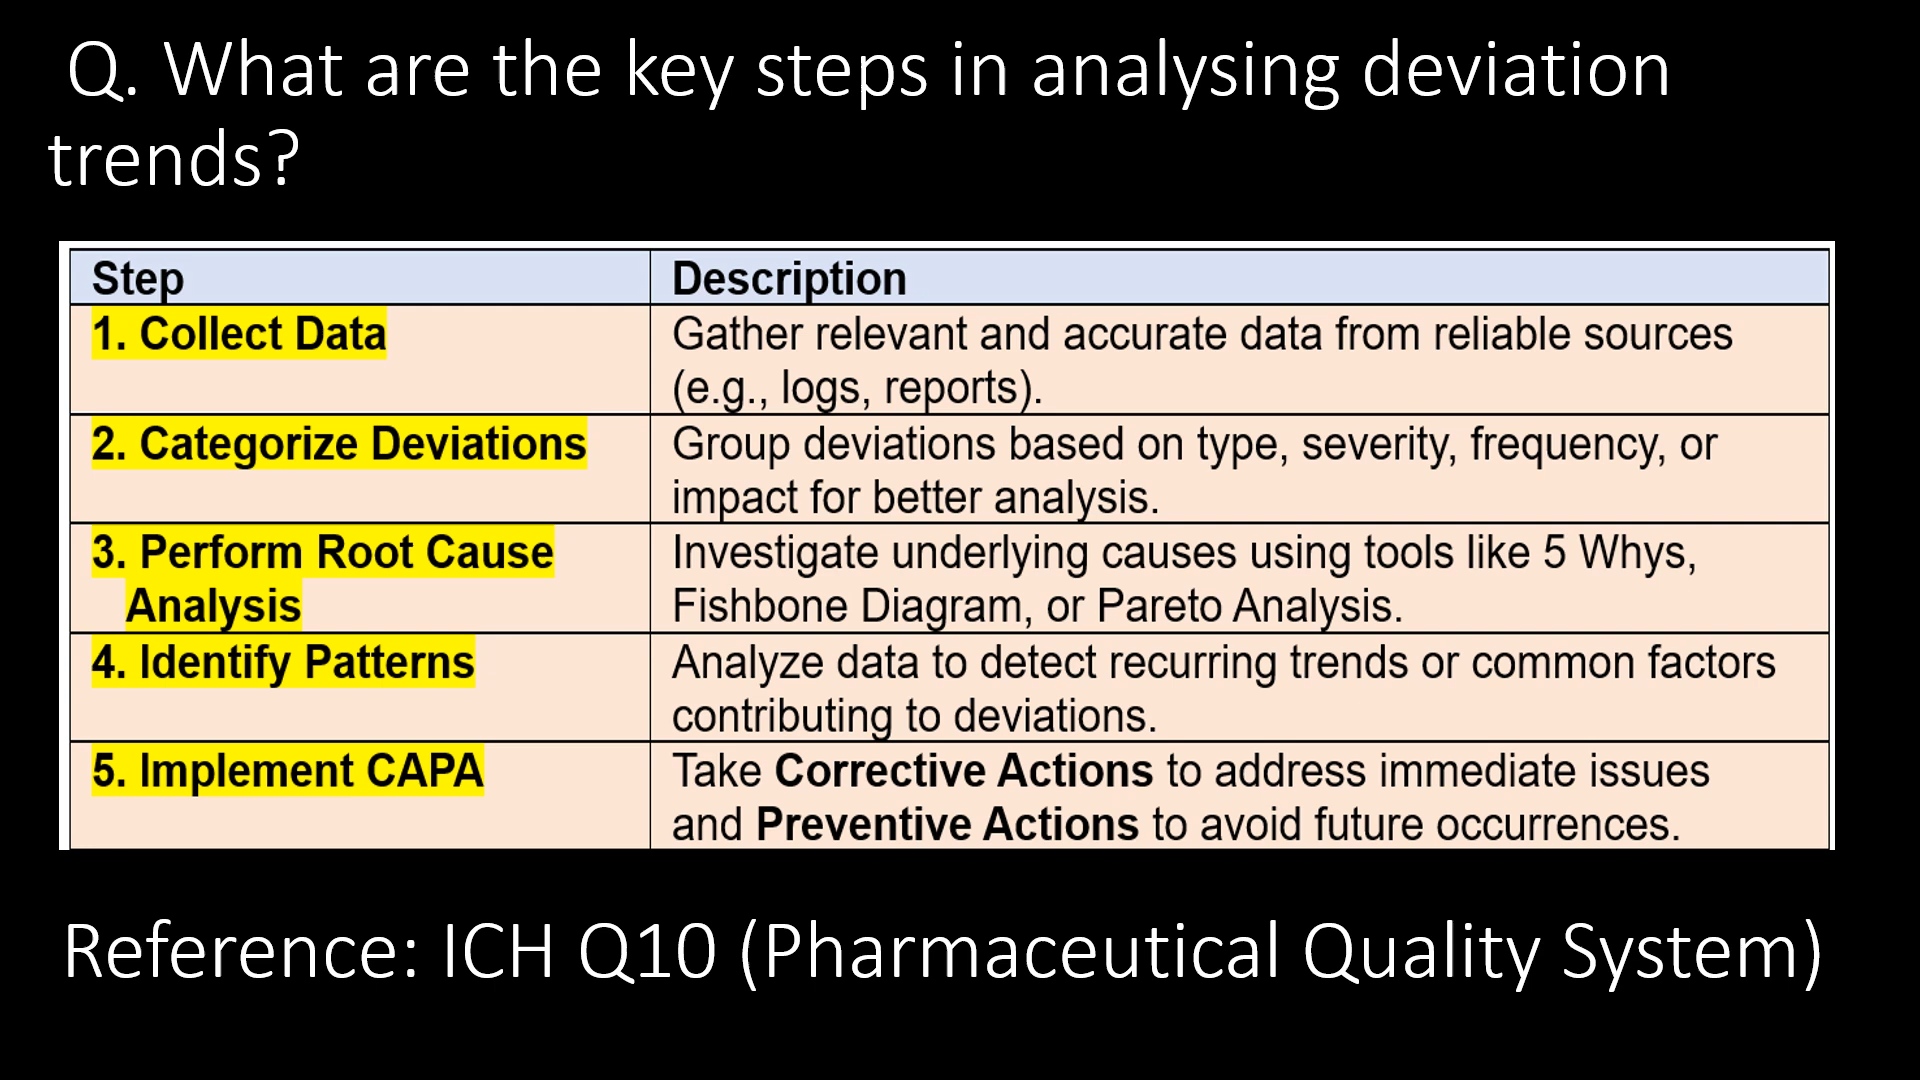 Q. What are the key steps in analysing deviation
trends?
Step
Description
1. Collect Data
Gather relevant and accurate data from reliable sources
(e.g., logs, reports).
2. Categorize Deviations
Group deviations based on type, severity, frequency, or
impact for better analysis.
3. Perform Root Cause
Analysis
Investigate underlying causes using tools like 5 Whys,
Fishbone Diagram, or Pareto Analysis.
4. Identify Patterns
Analyze data to detect recurring trends or common factors
contributing to deviations.
5. Implement CAPA
Take Corrective Actions to address immediate issues
and Preventive Actions to avoid future occurrences.
Reference: ICH Q10 (Pharmaceutical Quality System)